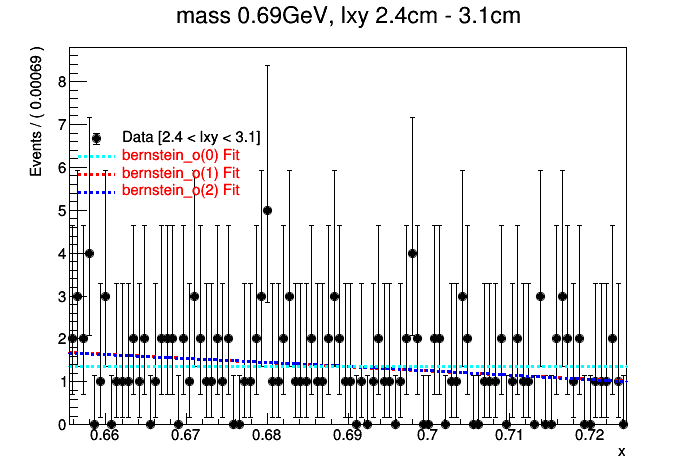 mass 0.69GeV, lxy 2.4cm - 3.1cm
Events / ( 0.00069 )
8
7
6
5
4
3
2
1
0
Data [2.4 < lxy < 3.1]
bernstein_o(0) Fit
bernstein_o(1) Fit
bernstein_o(2) Fit
0.66 0.67 0.68 0.69 0.7 0.71 0.72
x